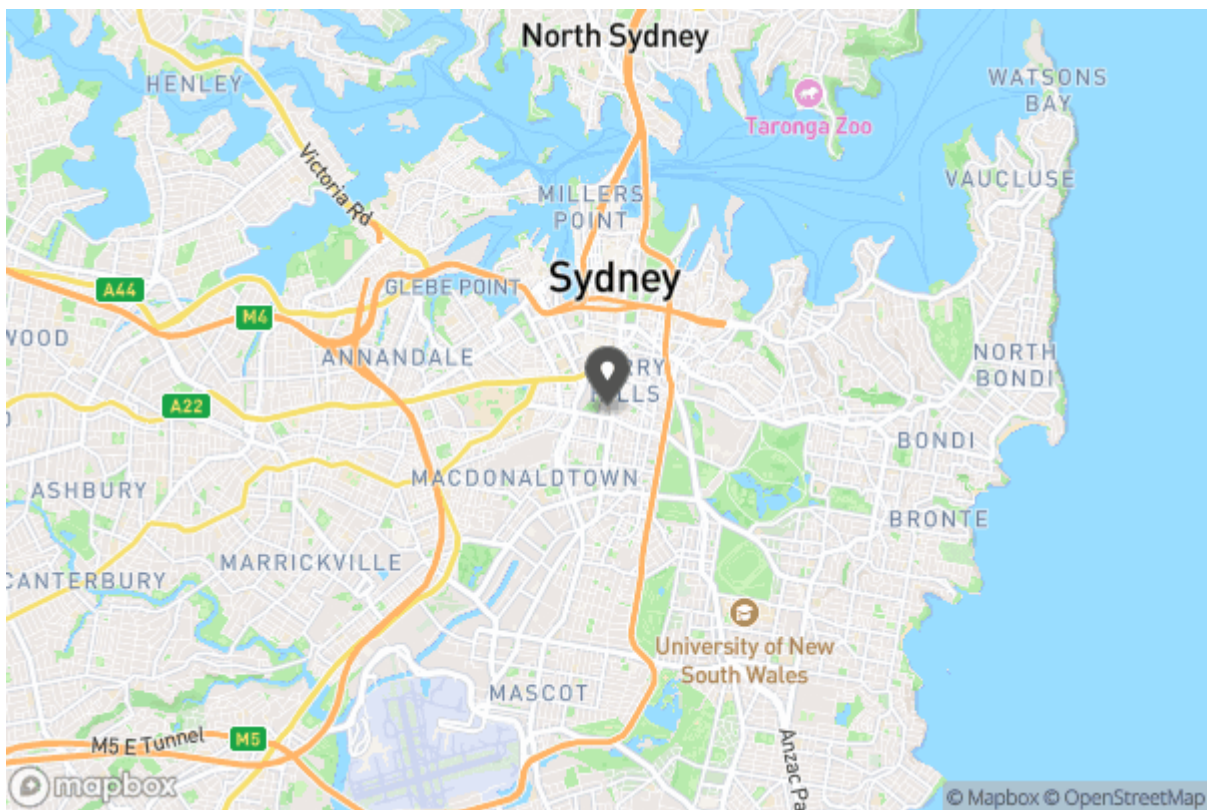 North Sydney
HENLEY
WATSONS
BAY
Taronga Zoo
Victoria Rd
VAUCLUSE
MILLERS
POINT
Sydney
A44
GLEBE POINT
M4
WOOD
ANNANDALE
NORTH
BONDI
RRY
LLS
A22
BONDI
MACDONALDTOWN
ASHBURY
BRONTE
MARRICKVILLE
CANTERBURY
University of New
South Wales
MASCOT
M5 E Tunnel
M5
Anzac Pa
mapbox
© Mapbox © OpenStreetMap